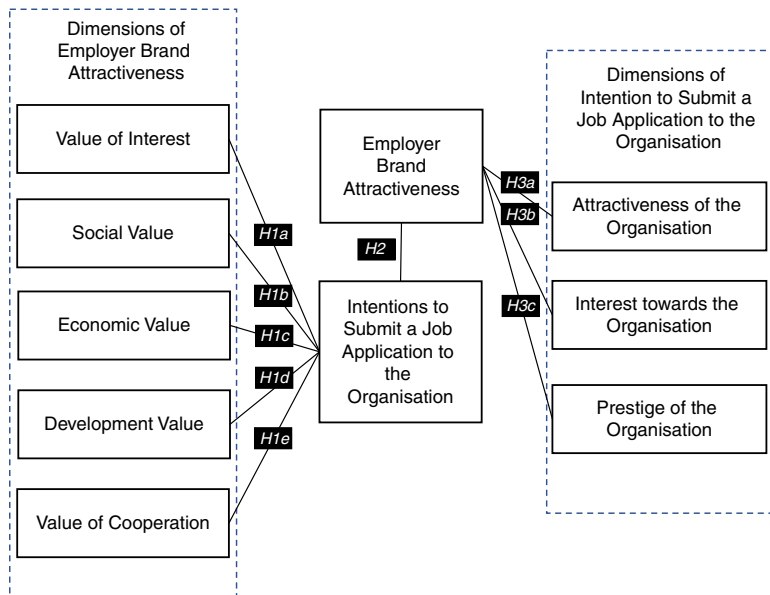 Dimensions of
Employer Brand
Attractiveness
Value of Interest
Social Value
Economic Value
Development Value
Value of Cooperation
H1a
H1b
H1c
H1d
H1e
Employer
Brand
Attractiveness
H2
Intentions to
Submit a Job
Application to
the
Organisation
H3a
H3b
H3c
Dimensions of
Intention to Submit a
Job Application to the
Organisation
Attractiveness of the
Organisation
Interest towards the
Organisation
Prestige of the
Organisation